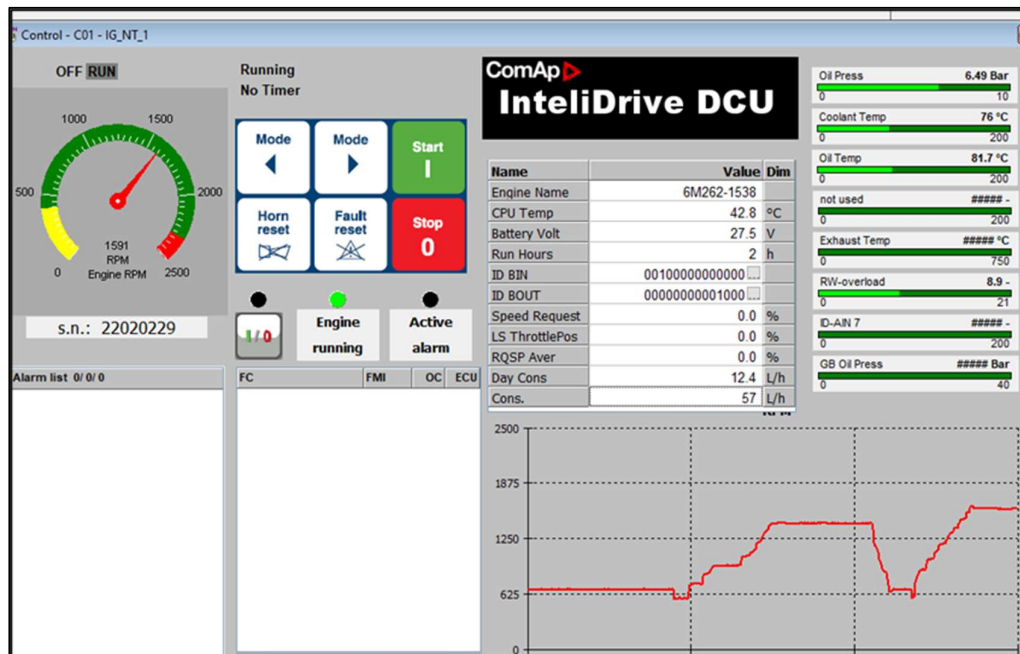 Control - C01 - IG_NT_1
OFF RUN
Running
No Timer
500
1000
1500
2000
0
2500
1591
RPM
Engine RPM
s.n.: 22020229
Mode
Mode
Start
I
Horn
reset
Fault
reset
Stop
0
I/0
Engine
running
Active
alarm
ComAp
InteliDrive DCU
Name Value Dim
Engine Name 6M262-1538
CPU Temp 42.8 ºC
Battery Volt 27.5 V
Run Hours 2 h
ID BIN 00100000000000
ID BOUT 00000000001000
Speed Request 0.0 %
LS ThrottlePos 0.0 %
RQSP Aver 0.0 %
Day Cons 12.4 L/h
Cons. 57 L/h
Oil Press 6.49 Bar
0 10
Coolant Temp 76 °C
0 200
Oil Temp 81.7 °C
0 200
not used ##### -
0 200
Exhaust Temp ##### °C
0 750
RW-overload 8.9 -
0 21
ID-AIN 7 ##### -
0 200
GB Oil Press ##### Bar
0 40
Alarm list 0/ 0/ 0
FC FMI OC ECU
RPM
2500
1875
1250
625
0